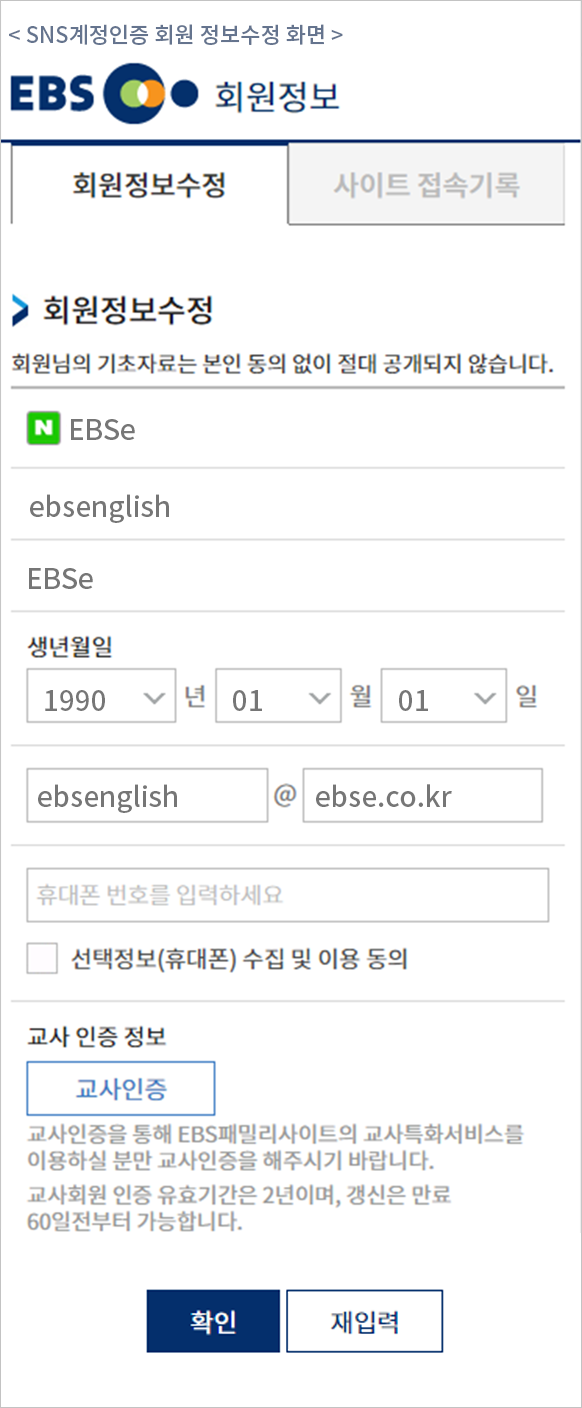 < SNS계정인증 회원 정보수정 화면 >
EBS 회원정보
회원정보수정 사이트 접속기록
회원정보수정
회원님의 기초자료는 본인 동의 없이 절대 공개되지 않습니다.
N EBSe
ebsenglish
EBSe
생년월일
1990 년 01 월 01 일
ebsenglish @ ebse.co.kr
휴대폰 번호를 입력하세요
선택정보(휴대폰) 수집 및 이용 동의
교사 인증 정보
교사인증
교사인증을 통해 EBS패밀리사이트의 교사특화서비스를
이용하실 분만 교사인증을 해주시기 바랍니다.
교사회원 인증 유효기간은 2년이며, 갱신은 만료
60일전부터 가능합니다.
확인 재입력